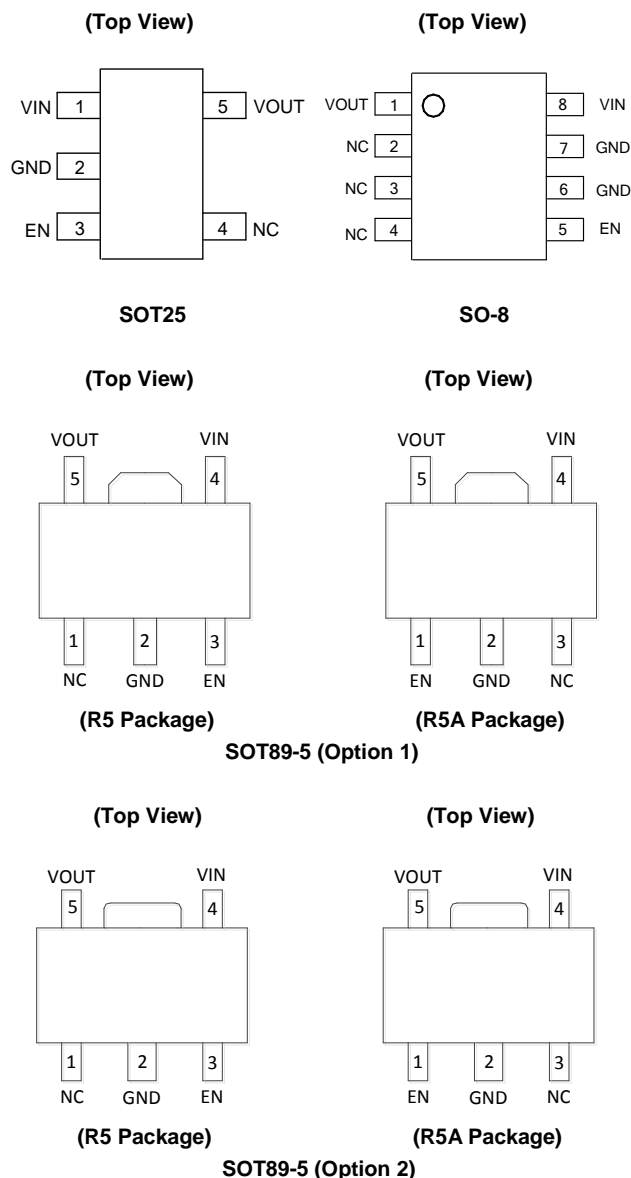 (Top View) (Top View)
VIN 1 5 VOUT VOUT 1 8 VIN
NC 2 7 GND
GND 2
NC 3 6 GND
EN 3 4 NC NC 4 5 EN
SOT25 SO-8
(Top View) (Top View)
VOUT VIN VOUT VIN
5 4 5 4
1 2 3 1 2 3
NC GND EN EN GND NC
(R5 Package) (R5A Package)
SOT89-5 (Option 1)
(Top View) (Top View)
VOUT VIN VOUT VIN
5 4 5 4
1 2 3 1 2 3
NC GND EN EN GND NC
(R5 Package) (R5A Package)
SOT89-5 (Option 2)